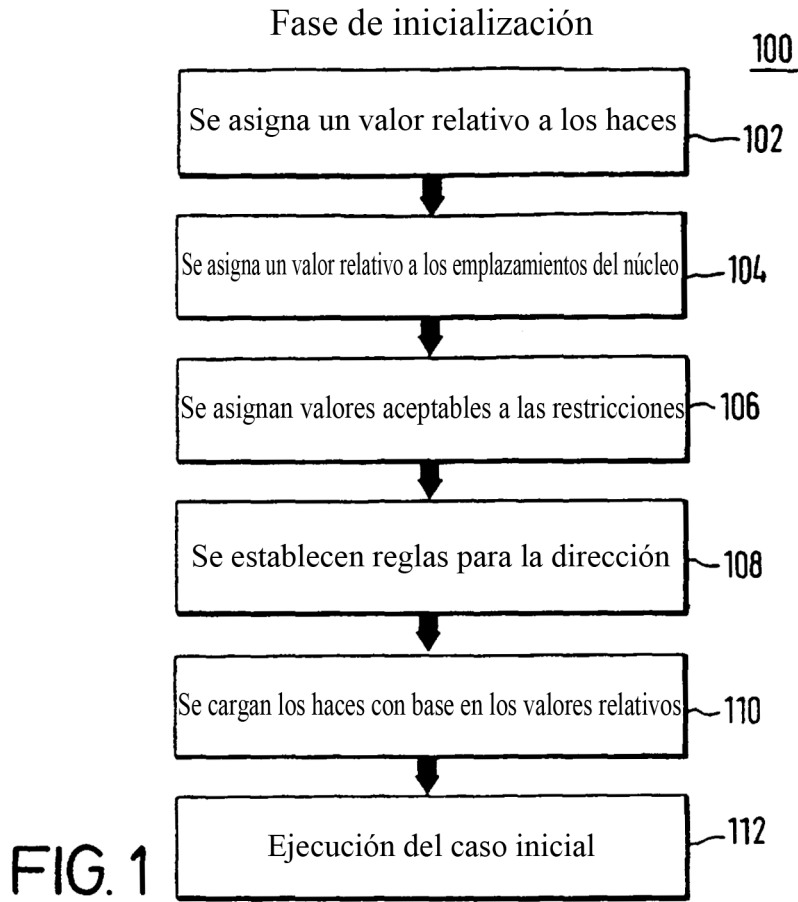 Fase de inicialización
100
Se asigna un valor relativo a los haces
102
Se asigna un valor relativo a los emplazamientos del núcleo
104
Se asignan valores aceptables a las restricciones
106
Se establecen reglas para la dirección
108
Se cargan los haces con base en los valores relativos
110
Ejecución del caso inicial
112
FIG. 1